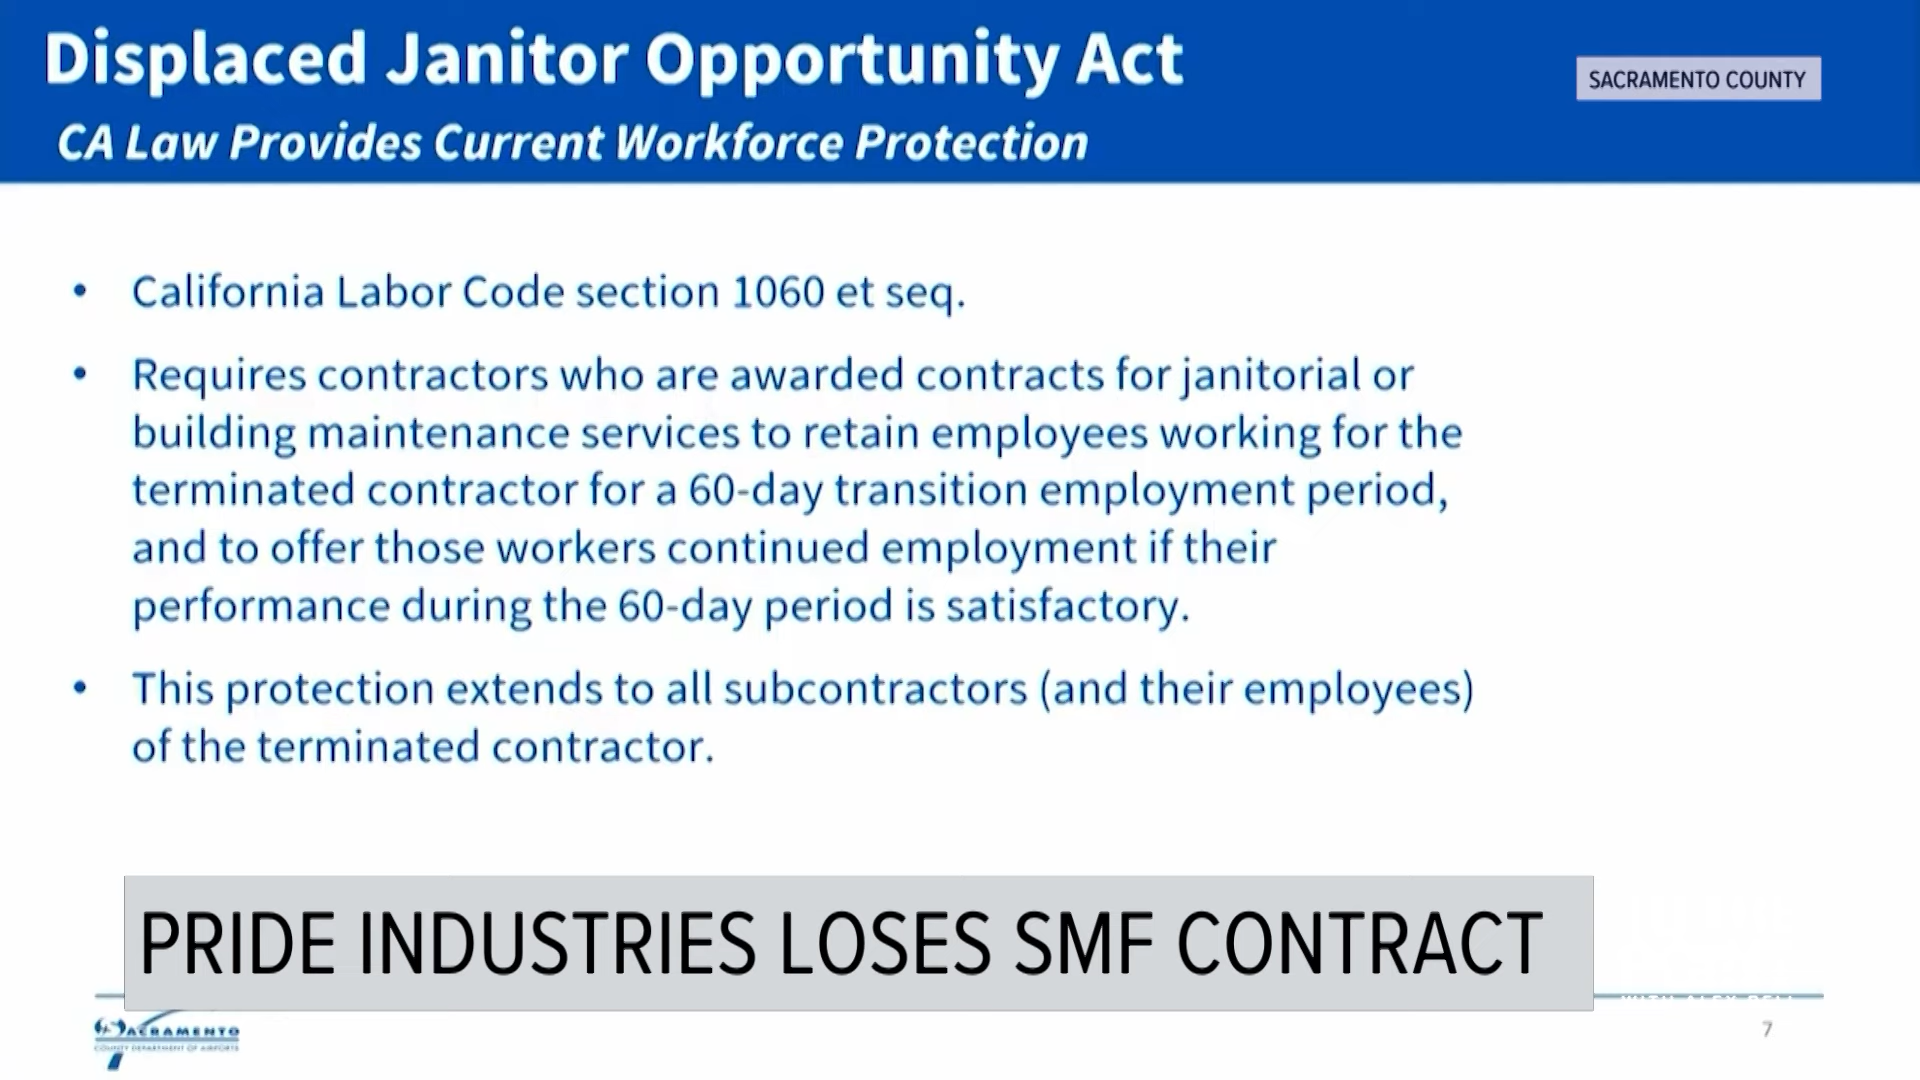 Displaced Janitor Opportunity Act
SACRAMENTO COUNTY
CA Law Provides Current Workforce Protection
• California Labor Code section 1060 et seq.
• Requires contractors who are awarded contracts for janitorial or
building maintenance services to retain employees working for the
terminated contractor for a 60-day transition employment period,
and to offer those workers continued employment if their
performance during the 60-day period is satisfactory.
• This protection extends to all subcontractors (and their employees)
of the terminated contractor.
PRIDE INDUSTRIES LOSES SMF CONTRACT
SACRAMENTO
COUNTY DEPARTMENT OF AIRPORTS
7